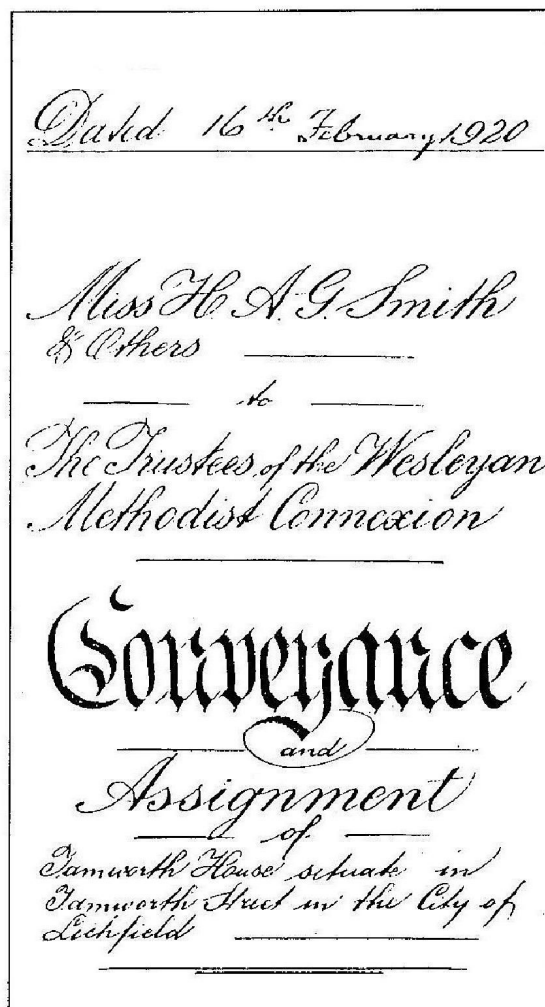 Dated 16th February, 1920
Miss H. A. G. Smith
& Others
to
The Trustees of the Wesleyan
Methodist Connexion
Conveyance
and
Assignment
of
Tamworth House situate in
Tamworth Street in the City of
Lichfield